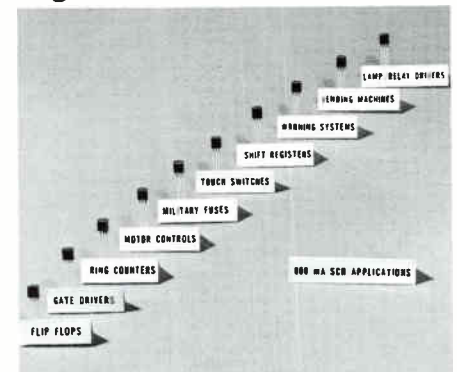 LAMP RELAY DRIVERS
VENDING MACHINES
WARNING SYSTEMS
SHIFT REGISTERS
TOUCH SWITCHES
MILITARY FUSES
MOTOR CONTROLS
RING COUNTERS
800 mA SCR APPLICATIONS
GATE DRIVERS
FLIP FLOPS